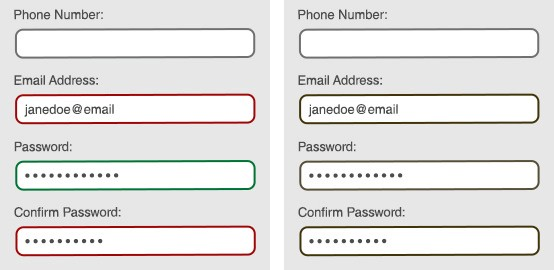 Phone Number:
Email Address:
janedoe@email
Password:
••••••••••••
Confirm Password:
••••••••••
Phone Number:
Email Address:
janedoe@email
Password:
••••••••••••
Confirm Password:
••••••••••